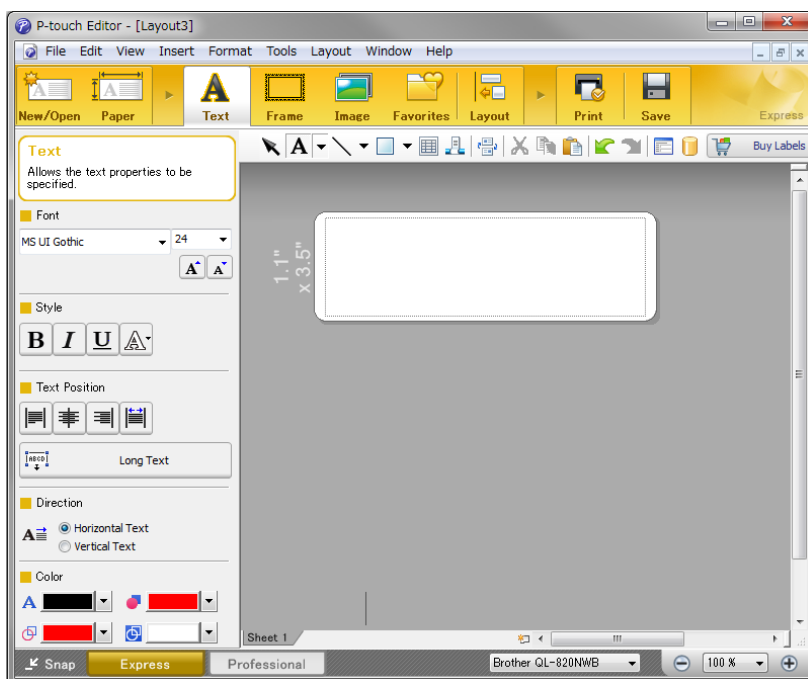 P-touch Editor - [Layout3]
File Edit View Insert Format Tools Layout Window Help
New/Open Paper Text Frame Image Favorites Layout Print Save Express
Text
Allows the text properties to be
specified.
A Buy Labels
Font
MS UI Gothic 24
A A
1.1"
x 3.5"
Style
B I U A
Text Position
ABCD Long Text
Direction
A Horizontal Text
Vertical Text
Color
A
Sheet 1
Snap Express Professional Brother QL-820NWB 100 %